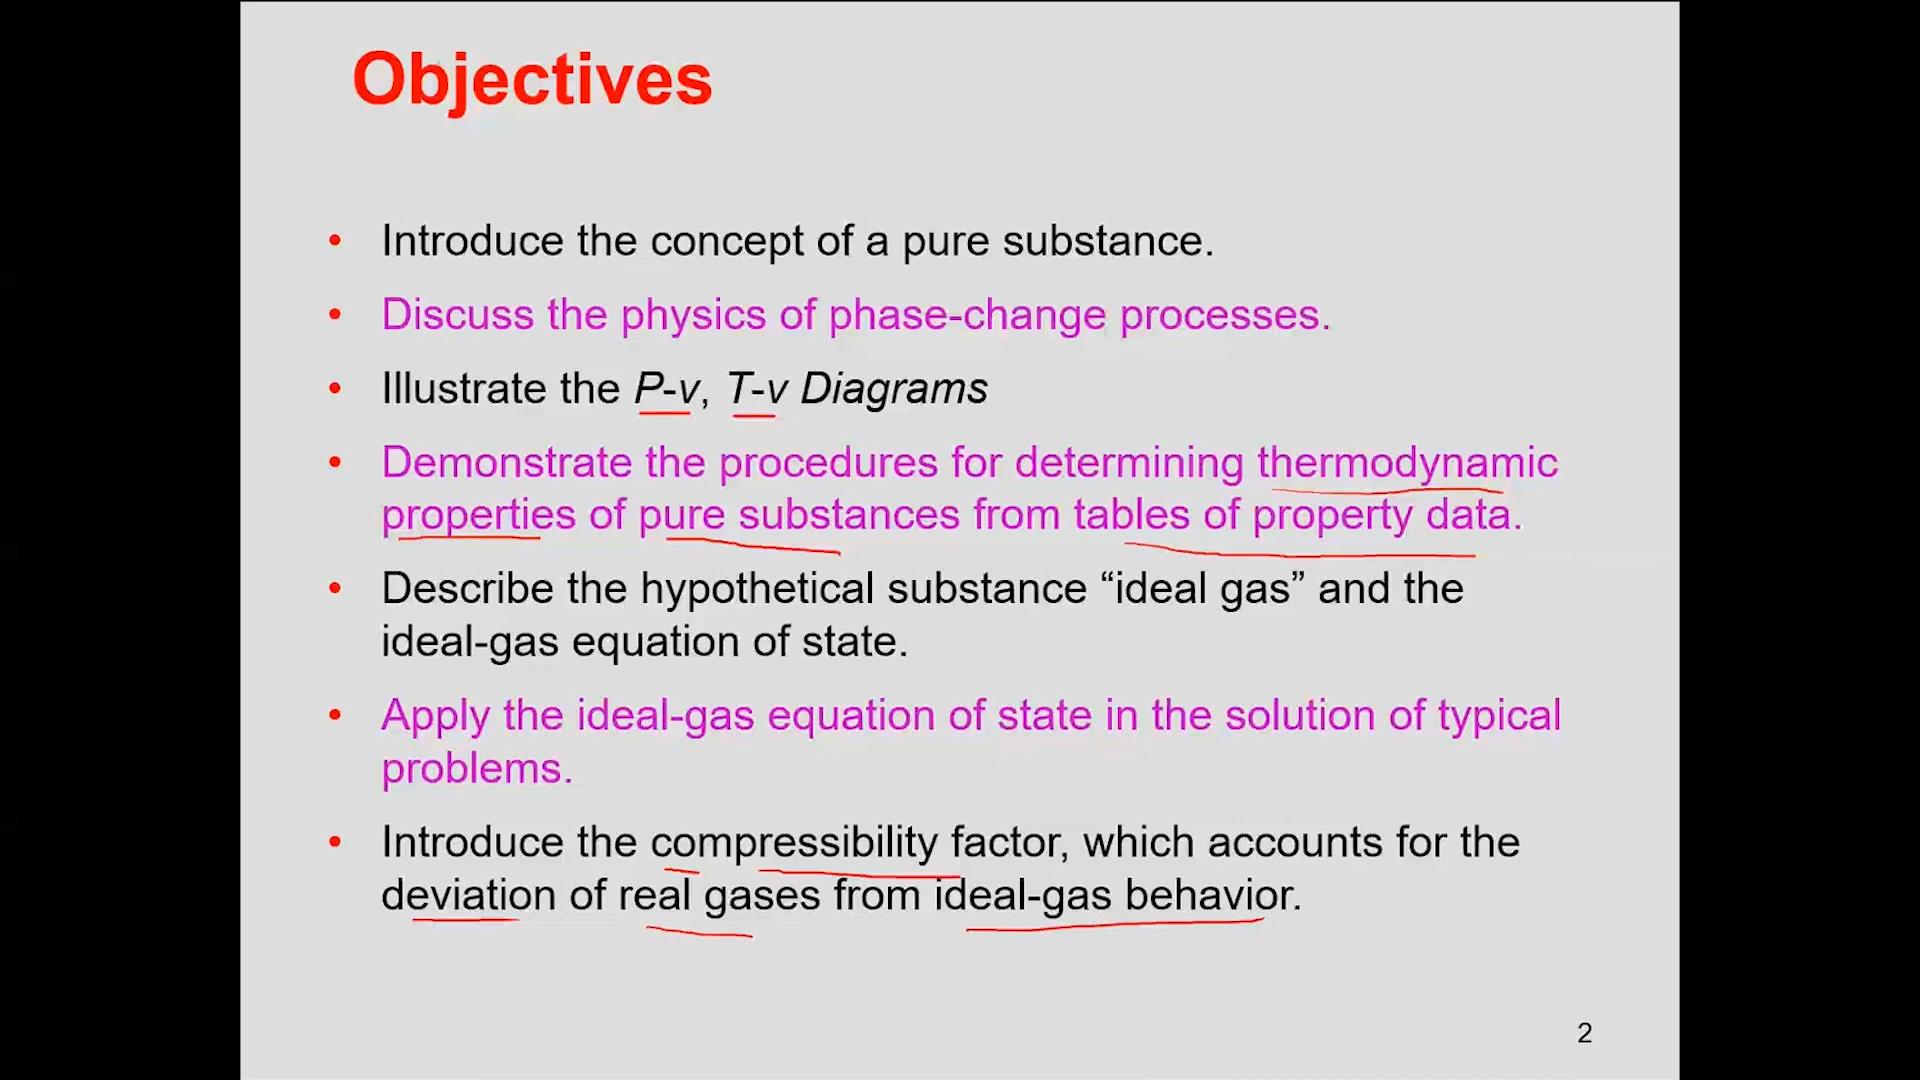 Objectives
• Introduce the concept of a pure substance.
• Discuss the physics of phase-change processes.
• Illustrate the P-v, T-v Diagrams
• Demonstrate the procedures for determining thermodynamic
properties of pure substances from tables of property data.
• Describe the hypothetical substance “ideal gas” and the
ideal-gas equation of state.
• Apply the ideal-gas equation of state in the solution of typical
problems.
• Introduce the compressibility factor, which accounts for the
deviation of real gases from ideal-gas behavior.
2